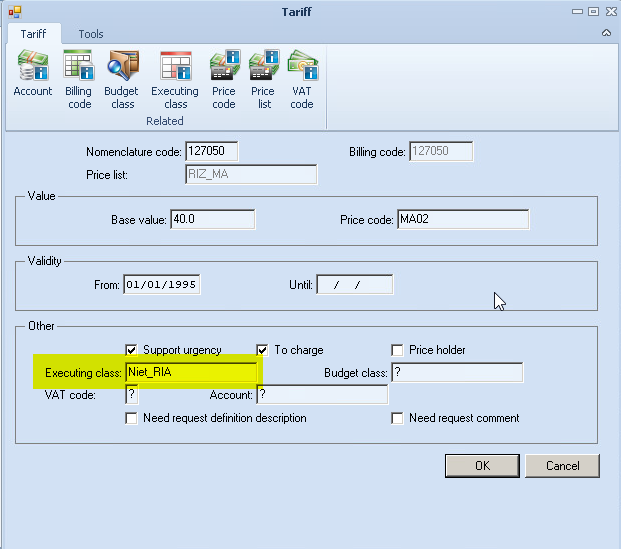 Tariff
Tariff Tools
Account Billing code Budget class Executing class Price code Price list VAT code
Related
Nomenclature code: 127050 Billing code: 127050
Price list: RIZ_MA
Value
Base value: 40.0 Price code: MA02
Validity
From: 01/01/1995 Until: / /
Other
Support urgency To charge Price holder
Executing class: Niet_RIA Budget class: ?
VAT code: ? Account: ?
Need request definition description Need request comment
OK Cancel